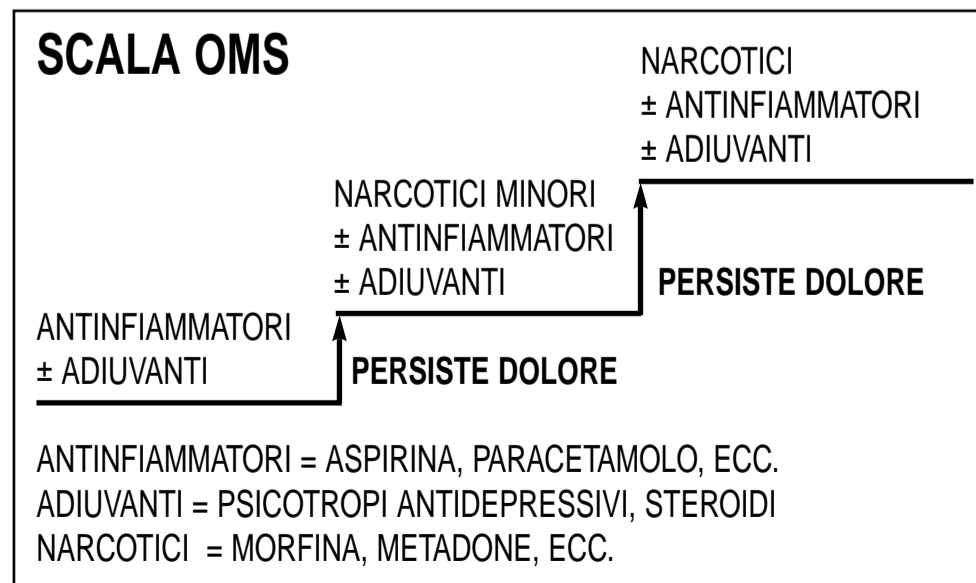 SCALA OMS
NARCOTICI
± ANTINFIAMMATORI
± ADIUVANTI
NARCOTICI MINORI
± ANTINFIAMMATORI
± ADIUVANTI
PERSISTE DOLORE
ANTINFIAMMATORI
± ADIUVANTI
PERSISTE DOLORE
ANTINFIAMMATORI = ASPIRINA, PARACETAMOLO, ECC.
ADIUVANTI = PSICOTROPI ANTIDEPRESSIVI, STEROIDI
NARCOTICI = MORFINA, METADONE, ECC.